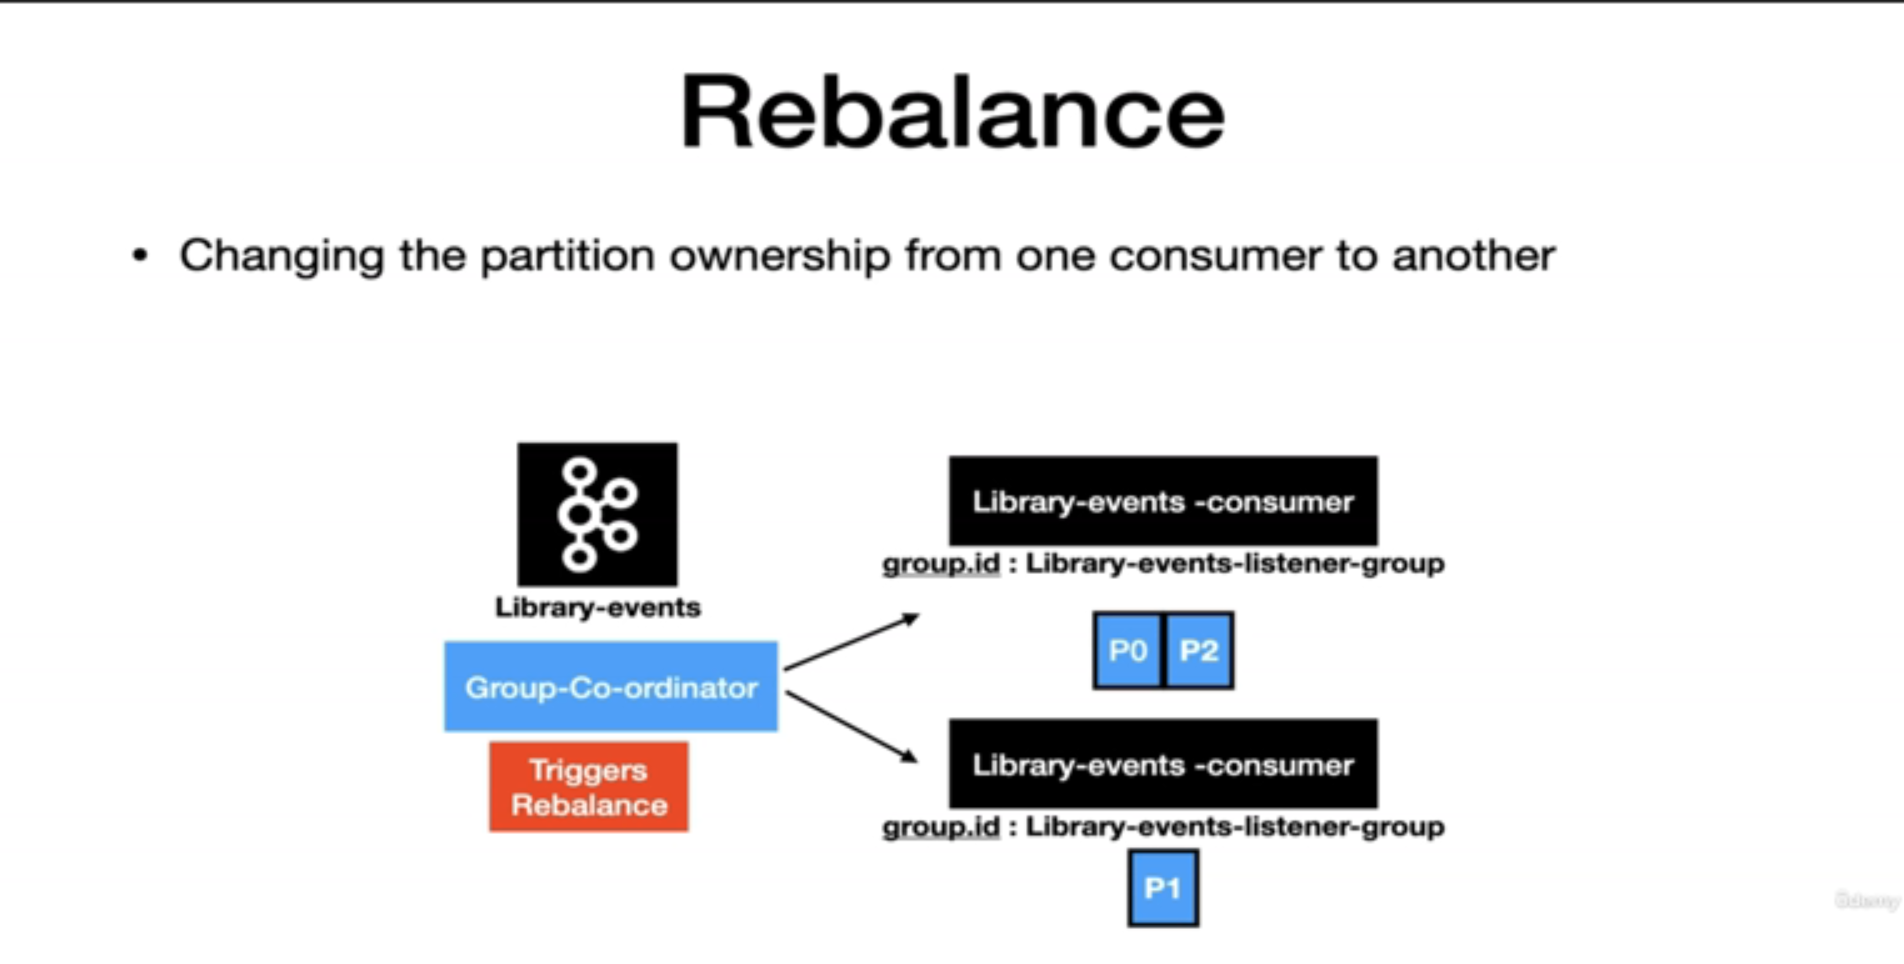 Rebalance
• Changing the partition ownership from one consumer to another
Library-events
Group-Co-ordinator
Triggers
Rebalance
Library-events -consumer
group.id : Library-events-listener-group
P0 P2
Library-events -consumer
group.id : Library-events-listener-group
P1
ûdemy